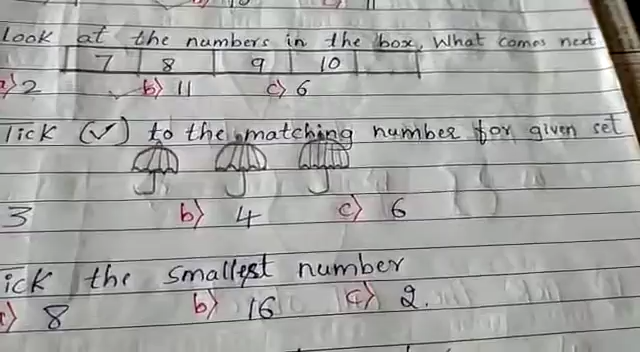 Look at the numbers in the box. What comes next
7 8 9 10
a) 2 b) 11 c) 6
Tick (✓) to the matching number for given set
3 b) 4 c) 6
ick the smallest number
8 b) 16 c) 2.